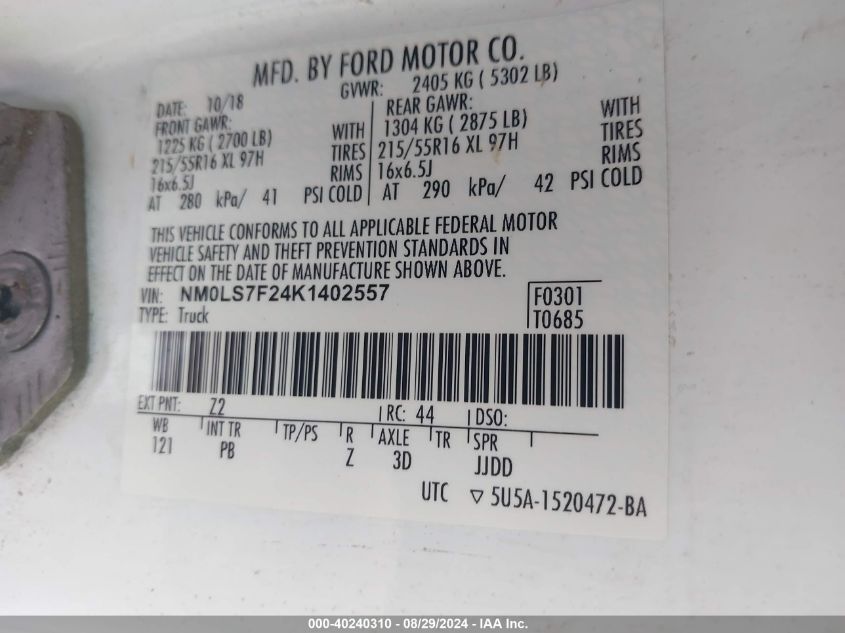 MFD. BY FORD MOTOR CO.
DATE: 10/18 GVWR: 2405 KG ( 5302 LB)
FRONT GAWR: WITH
1225 KG ( 2700 LB) TIRES
215/55R16 XL 97H RIMS
16x6.5J
AT 280 kPa/ 41 PSI COLD
REAR GAWR: WITH
1304 KG ( 2875 LB) TIRES
215/55R16 XL 97H RIMS
16x6.5J
AT 290 kPa/ 42 PSI COLD
THIS VEHICLE CONFORMS TO ALL APPLICABLE FEDERAL MOTOR
VEHICLE SAFETY AND THEFT PREVENTION STANDARDS IN
EFFECT ON THE DATE OF MANUFACTURE SHOWN ABOVE.
VIN: NM0LS7F24K1402557 F0301
TYPE: Truck T0685
EXT PNT: Z2 RC: 44 DSO:
WB INT TR TP/PS R AXLE TR SPR
121 PB Z 3D JJDD
UTC ▽ 5U5A-1520472-BA
000-40240310 - 08/29/2024 - IAA Inc.